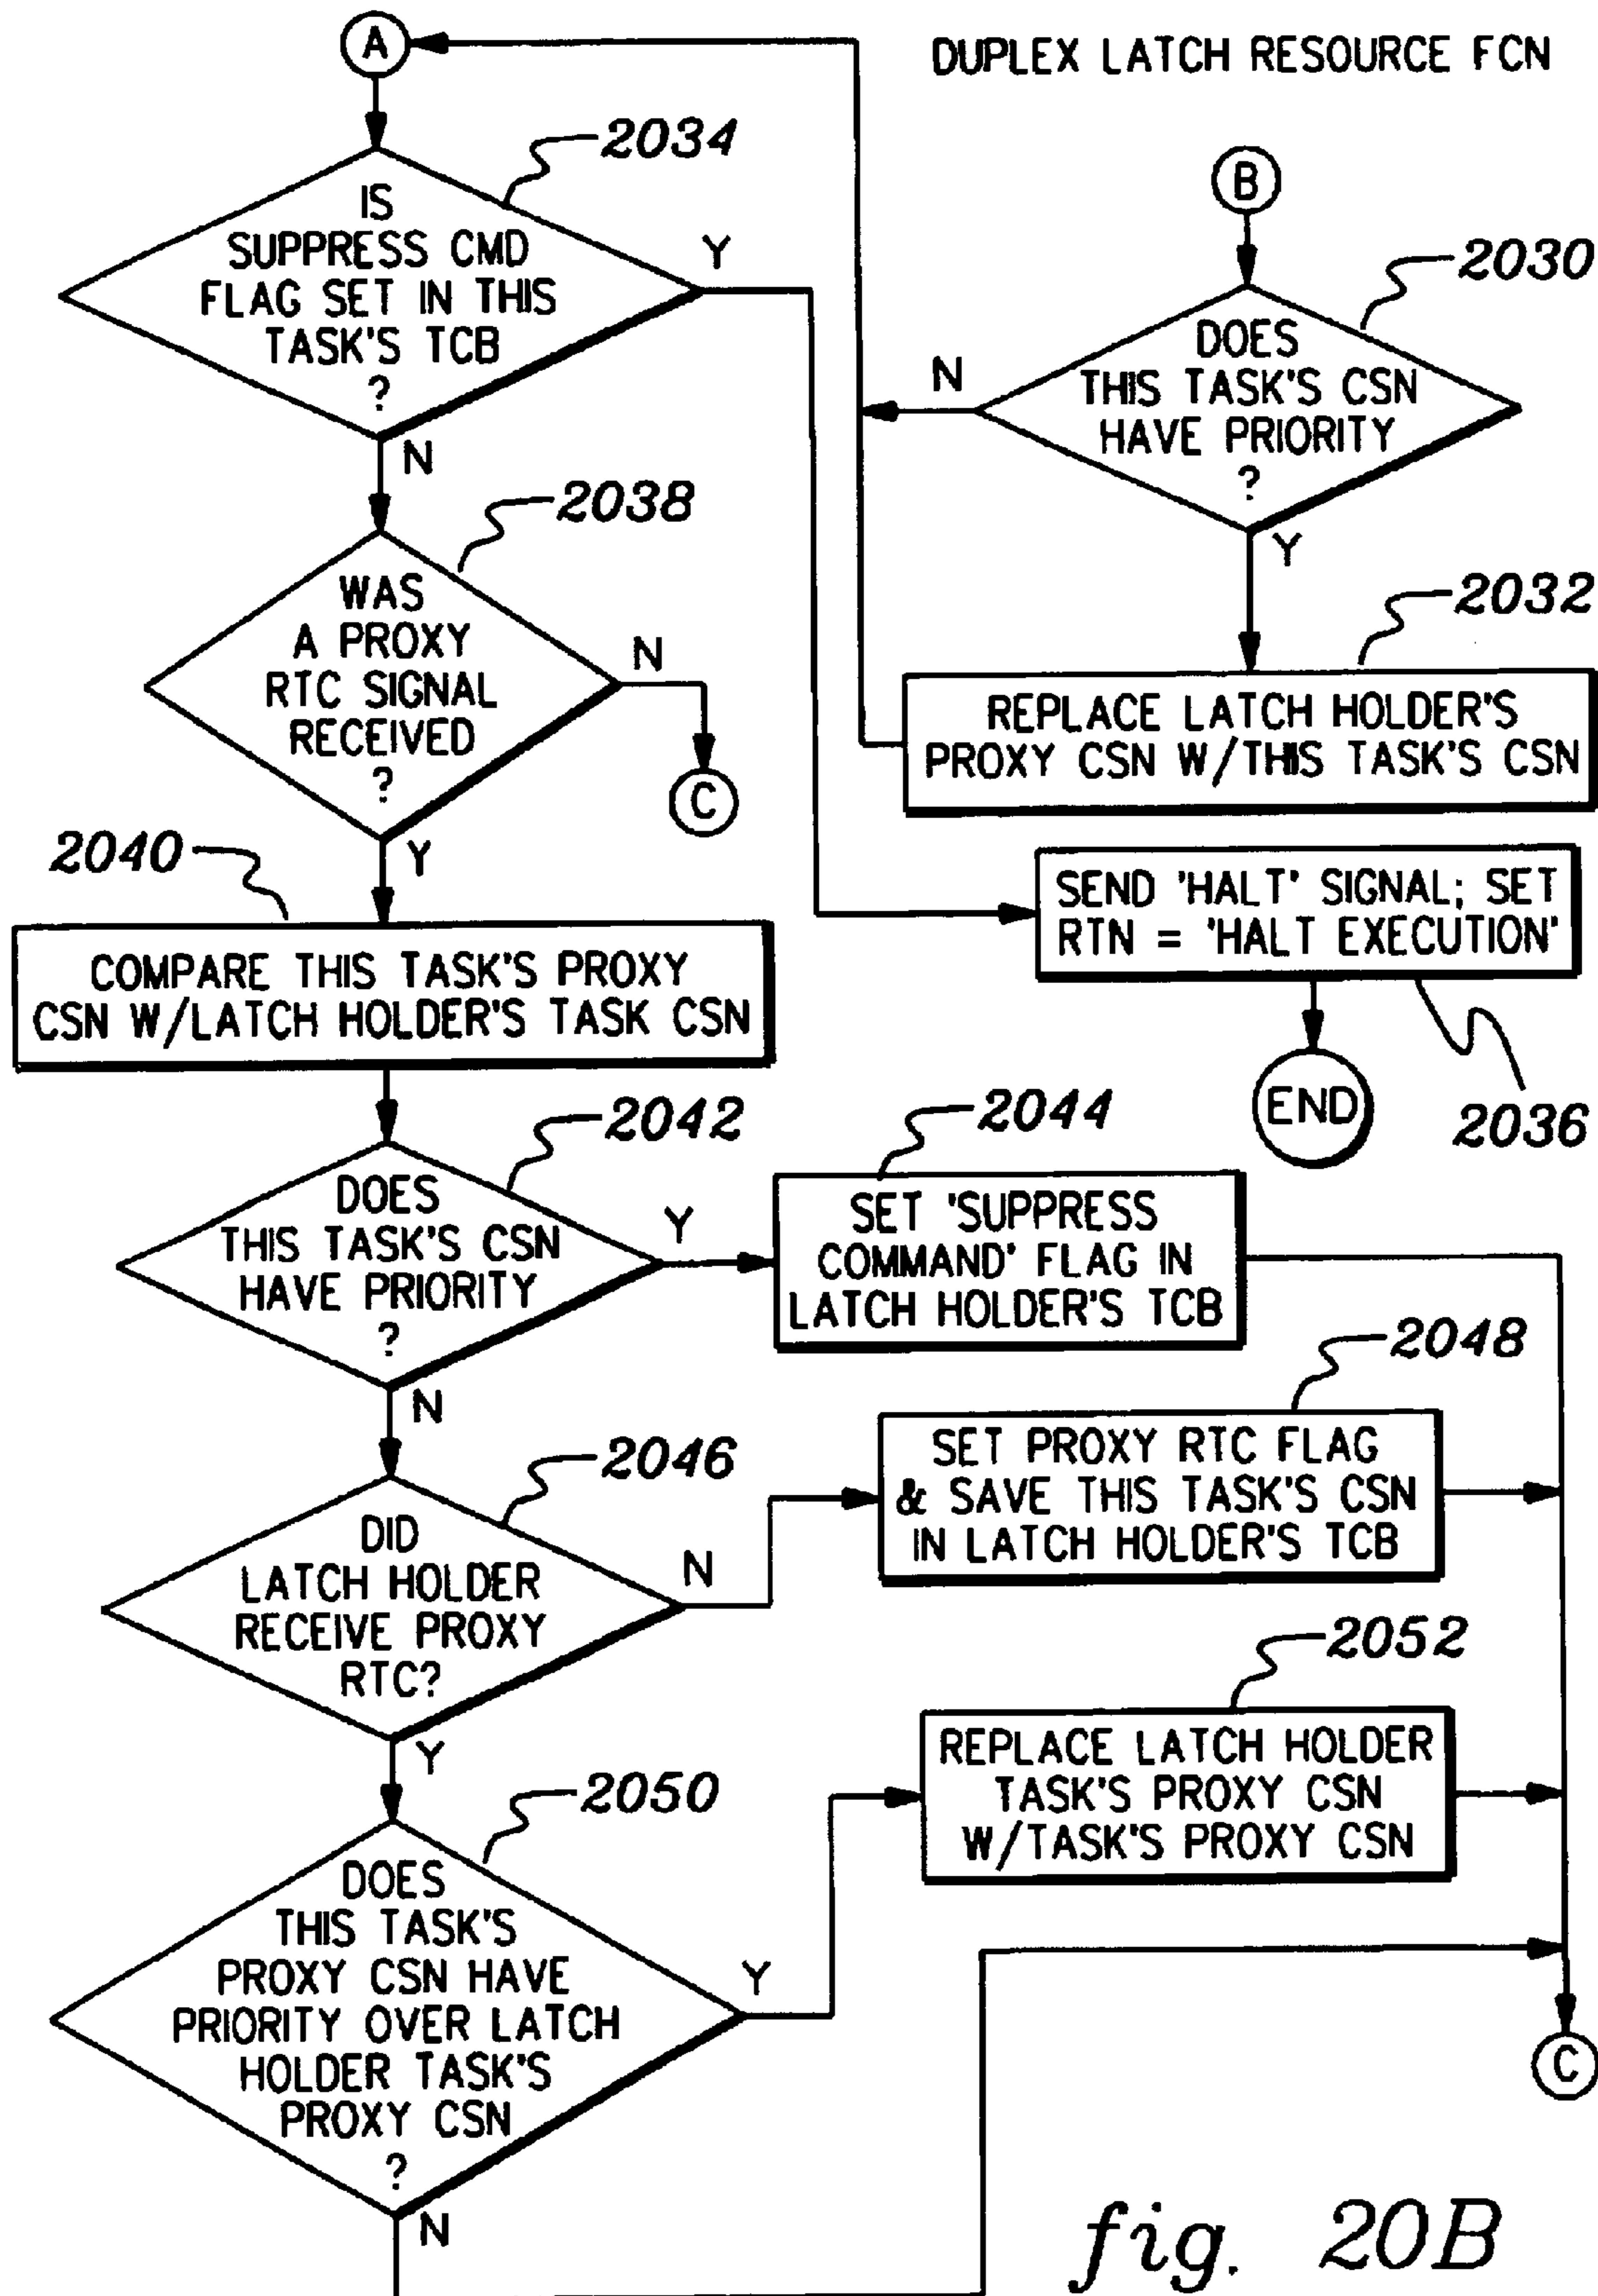 A
DUPLEX LATCH RESOURCE FCN
2034
IS
SUPPRESS CMD
FLAG SET IN THIS
TASK'S TCB
?
Y
N
B
2030
DOES
THIS TASK'S CSN
HAVE PRIORITY
?
N
Y
2038
WAS
A PROXY
RTC SIGNAL
RECEIVED
?
N
C
Y
2032
REPLACE LATCH HOLDER'S
PROXY CSN W/THIS TASK'S CSN
2040
COMPARE THIS TASK'S PROXY
CSN W/LATCH HOLDER'S TASK CSN
SEND 'HALT' SIGNAL; SET
RTN = 'HALT EXECUTION'
END
2036
2042
DOES
THIS TASK'S CSN
HAVE PRIORITY
?
Y
N
2044
SET 'SUPPRESS
COMMAND' FLAG IN
LATCH HOLDER'S TCB
2046
DID
LATCH HOLDER
RECEIVE PROXY
RTC?
N
Y
2048
SET PROXY RTC FLAG
& SAVE THIS TASK'S CSN
IN LATCH HOLDER'S TCB
2050
DOES
THIS TASK'S
PROXY CSN HAVE
PRIORITY OVER LATCH
HOLDER TASK'S
PROXY CSN
?
Y
N
2052
REPLACE LATCH HOLDER
TASK'S PROXY CSN
W/TASK'S PROXY CSN
C
fig. 20B